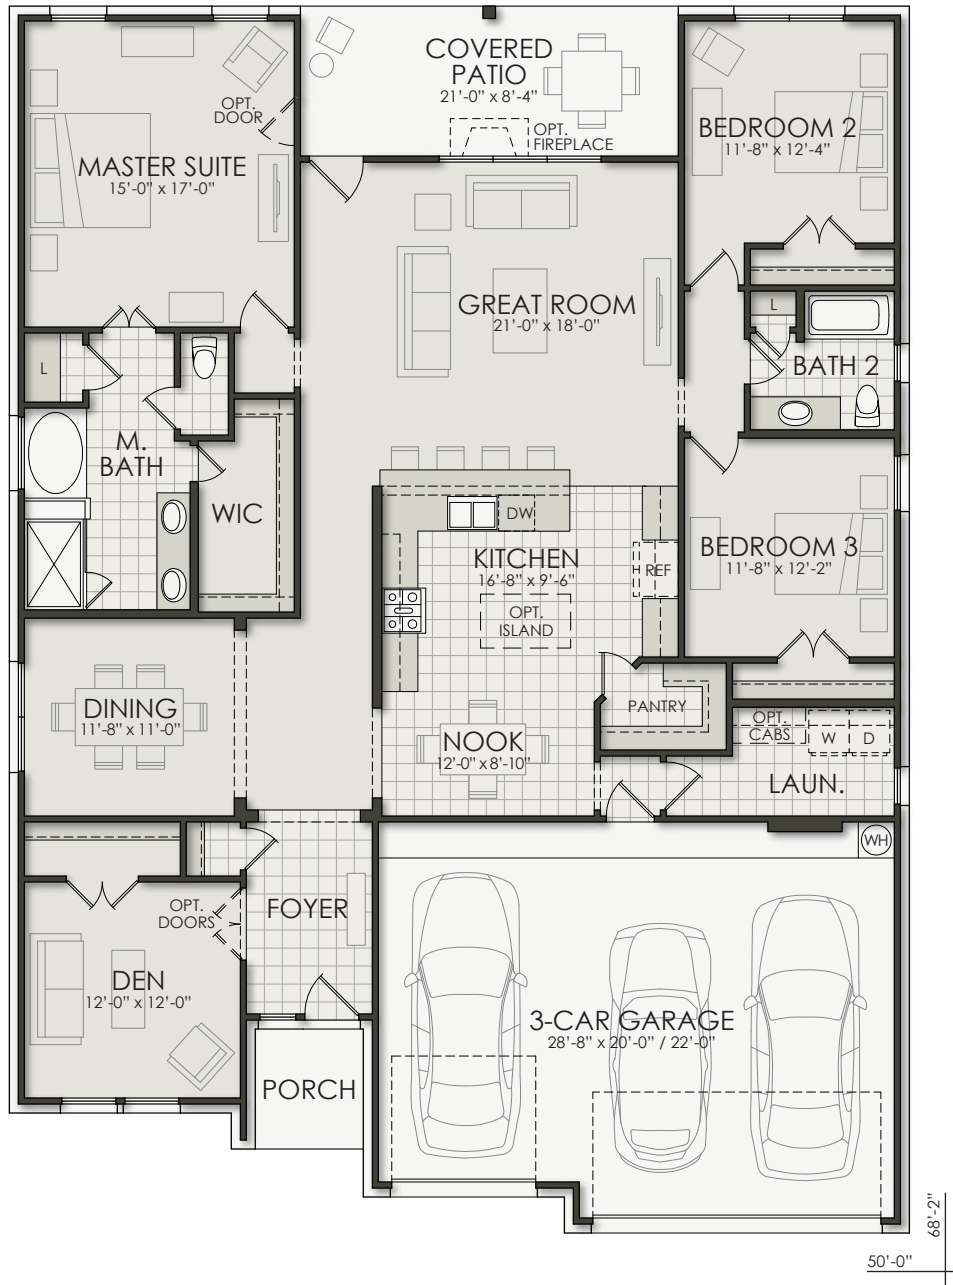 COVERED
PATIO
21'-0" x 8'-4"
OPT.
FIREPLACE
OPT.
DOOR
MASTER SUITE
15'-0" x 17'-0"
BEDROOM 2
11'-8" x 12'-4"
GREAT ROOM
21'-0" x 18'-0"
L
BATH 2
L
M.
BATH
WIC
DW
KITCHEN
16'-8" x 9'-6"
REF
OPT.
ISLAND
BEDROOM 3
11'-8" x 12'-2"
DINING
11'-8" x 11'-0"
PANTRY
NOOK
12'-0" x 8'-10"
OPT.
CABS
W
D
LAUN.
WH
OPT.
DOORS
FOYER
DEN
12'-0" x 12'-0"
3-CAR GARAGE
28'-8" x 20'-0" / 22'-0"
PORCH
68'-2"
50'-0"